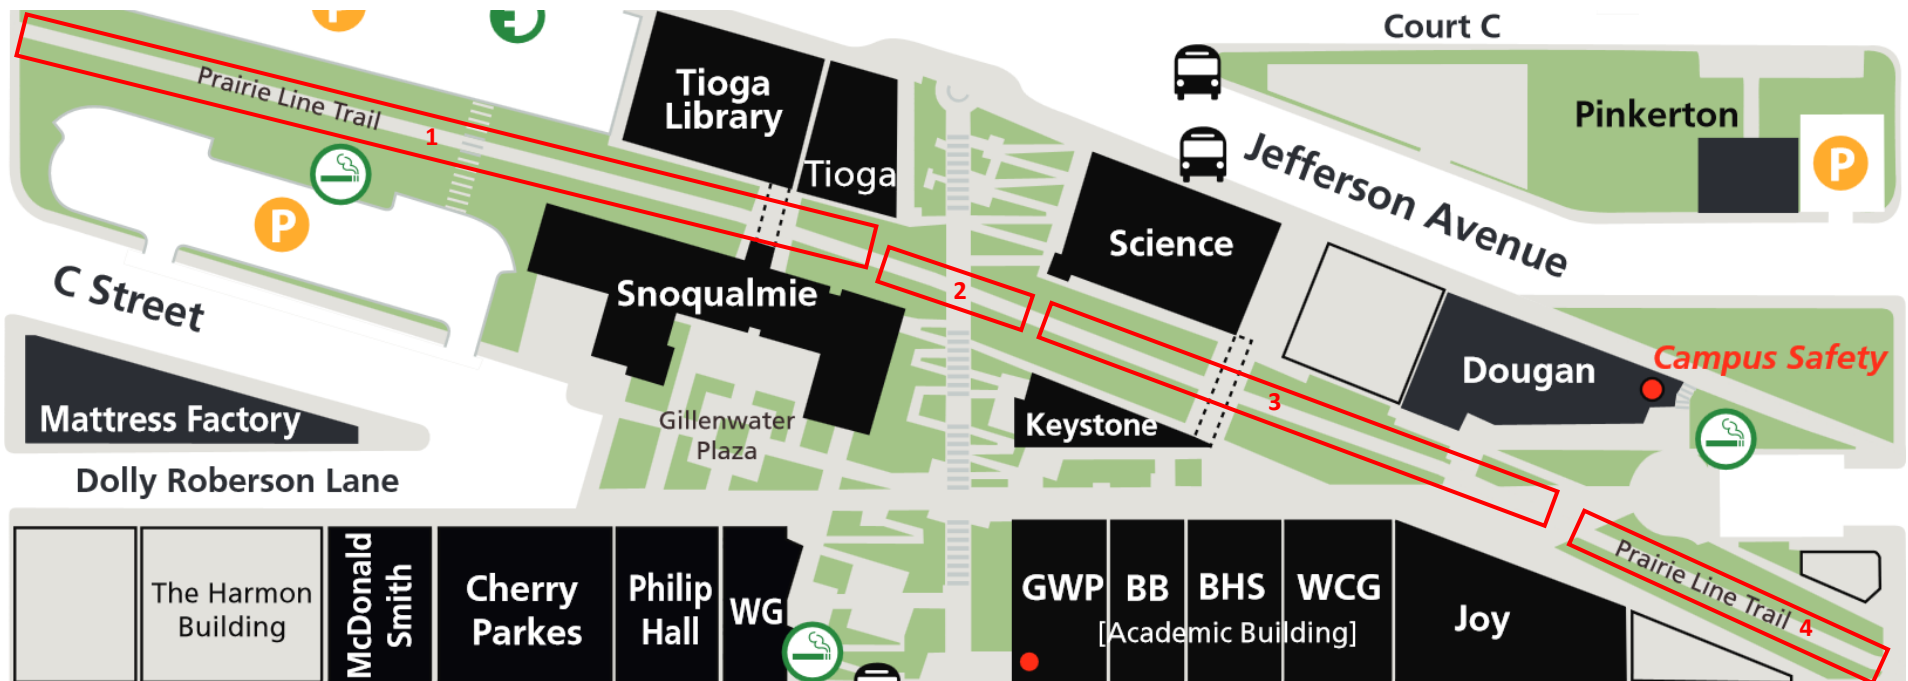 Court C
P
Prairie Line Trail
1
Tioga
Library
Tioga
Pinkerton
P
Jefferson Avenue
P
C Street
Science
Snoqualmie
2
Campus Safety
Dougan
3
Mattress Factory
Gillenwater
Plaza
Keystone
Dolly Roberson Lane
The Harmon
Building
McDonald
Smith
Cherry
Parkes
Philip
Hall
WG
GWP
BB
BHS
WCG
[Academic Building]
Joy
Prairie Line Trail
4